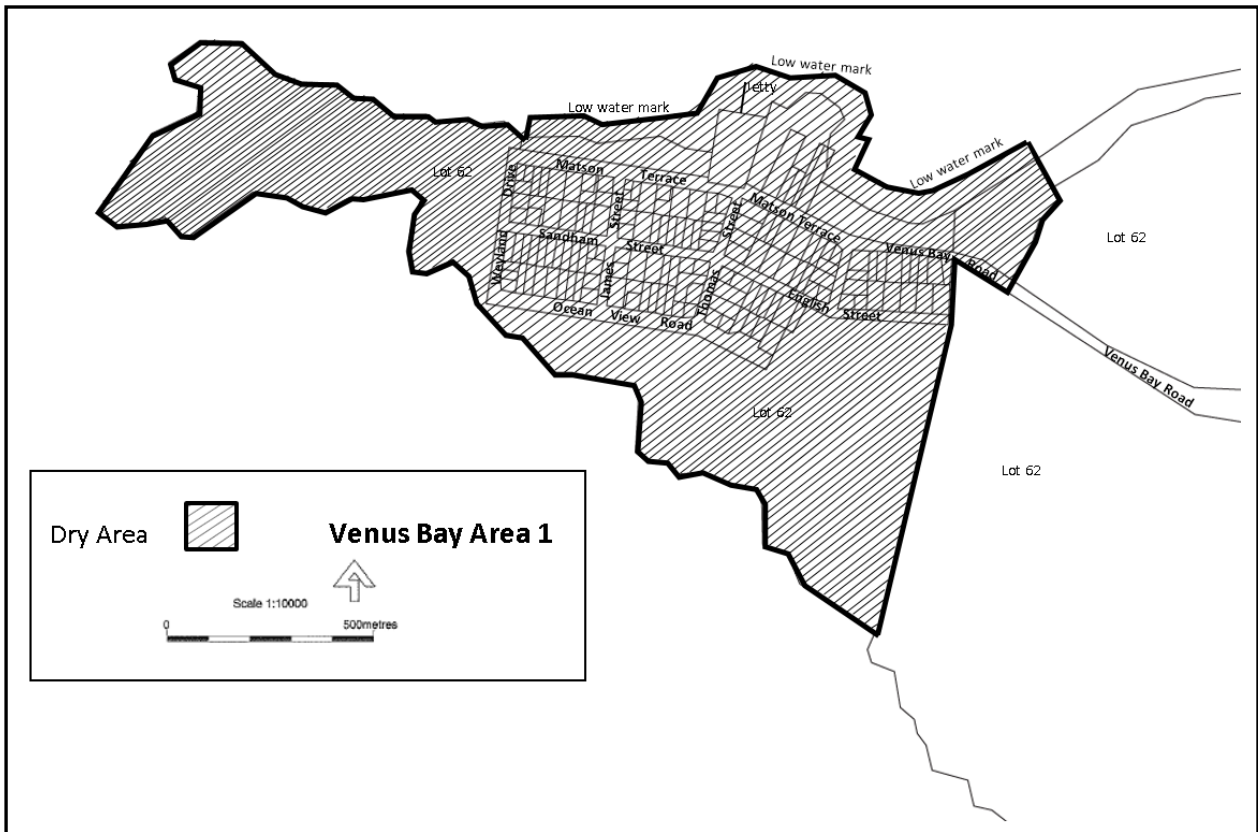 Low water mark
Jetty
Low water mark
Low water mark
Lot 62
Matson Terrace
Drive
Street
Street
Matson Terrace
Lot 62
Sandham Street
Venus Bay Road
Weyland
James
Thomas
English Street
Ocean View Road
Venus Bay Road
Lot 62
Lot 62
Dry Area
Venus Bay Area 1
Scale 1:10000
0
500metres